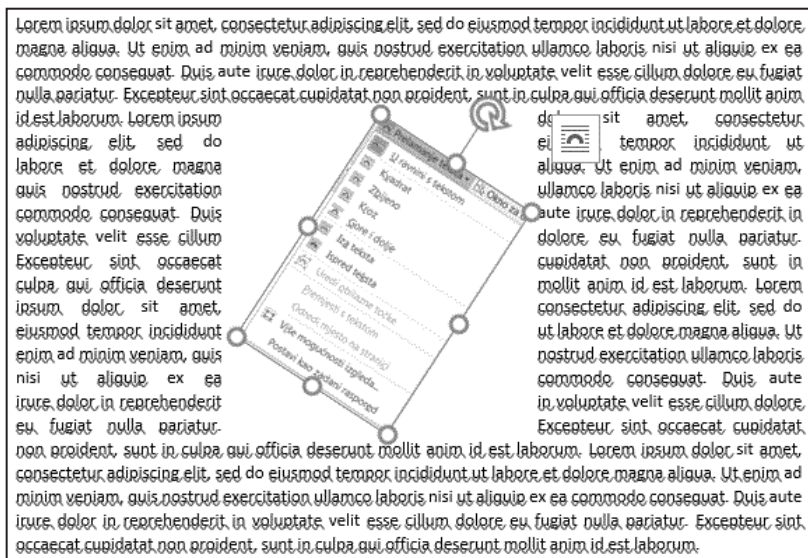 Lorem ipsum dolor sit amet, consectetur adipiscing elit, sed do eiusmod tempor incididunt ut labore et dolore
magna aliqua. Ut enim ad minim veniam, quis nostrud exercitation ullamco laboris nisi ut aliquip ex ea
commodo consequat. Duis aute irure dolor in reprehenderit in voluptate velit esse cillum dolore eu fugiat
nulla pariatur. Excepteur sint occaecat cupidatat non proident, sunt in culpa qui officia deserunt mollit anim
id est laborum. Lorem ipsum
adipiscing elit, sed do
labore et dolore magna
quis nostrud exercitation
commodo consequat. Duis
voluptate velit esse cillum
Excepteur sint occaecat
culpa qui officia deserunt
ipsum dolor sit amet,
eiusmod tempor incididunt
enim ad minim veniam, quis
nisi ut aliquip ex ea
irure dolor in reprehenderit
eu fugiat nulla pariatur.
Prelamanje teksta
Okno za
U ravnini s tekstom
Kvadrat
Zbijeno
Kroz
Gore i dolje
Iza teksta
Ispred teksta
Uredi oblazne točke
Premjesti s tekstom
Odredi mjesto na stranici
Više mogućnosti izgleda...
Postavi kao zadani raspored
sit amet, consectetur
tempor incididunt ut
aliqua. Ut enim ad minim veniam,
ullamco laboris nisi ut aliquip ex ea
aute irure dolor in reprehenderit in
dolore eu fugiat nulla pariatur.
cupidatat non proident, sunt in
mollit anim id est laborum. Lorem
consectetur adipiscing elit, sed do
ut labore et dolore magna aliqua. Ut
nostrud exercitation ullamco laboris
commodo consequat. Duis aute
in voluptate velit esse cillum dolore
Excepteur sint occaecat cupidatat
non proident, sunt in culpa qui officia deserunt mollit anim id est laborum. Lorem ipsum dolor sit amet,
consectetur adipiscing elit, sed do eiusmod tempor incididunt ut labore et dolore magna aliqua. Ut enim ad
minim veniam, quis nostrud exercitation ullamco laboris nisi ut aliquip ex ea commodo consequat. Duis aute
irure dolor in reprehenderit in voluptate velit esse cillum dolore eu fugiat nulla pariatur. Excepteur sint
occaecat cupidatat non proident, sunt in culpa qui officia deserunt mollit anim id est laborum.